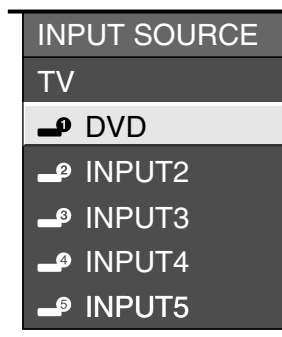 INPUT SOURCE
TV
1 DVD
2 INPUT2
3 INPUT3
4 INPUT4
5 INPUT5